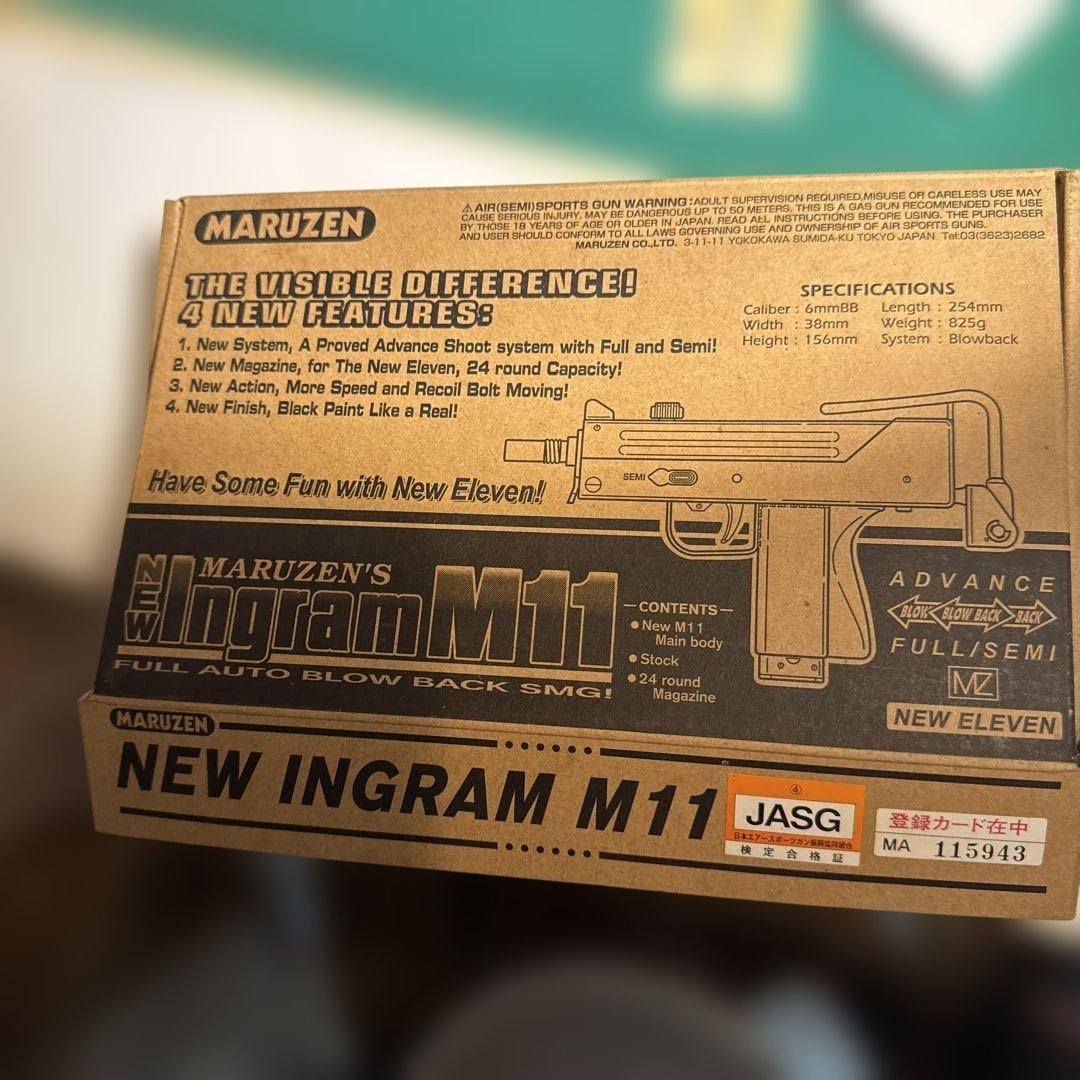 MARUZEN
⚠ AIR(SEMI)SPORTS GUN WARNING:ADULT SUPERVISION REQUIRED,MISUSE OR CARELESS USE MAY
CAUSE SERIOUS INJURY. MAY BE DANGEROUS UP TO 50 METERS. THIS IS A GAS GUN RECOMMENDED FOR USE
BY THOSE 18 YEARS OF AGE OR OLDER IN JAPAN. READ ALL INSTRUCTIONS BEFORE USING. THE PURCHASER
AND USER SHOULD CONFORM TO ALL LAWS GOVERNING USE AND OWNERSHIP OF AIR SPORTS GUNS.
MARUZEN CO.,LTD. 3-11-11 YOKOKAWA SUMIDA-KU TOKYO JAPAN Tel:03(3623)2682
THE VISIBLE DIFFERENCE!
4 NEW FEATURES:
1. New System, A Proved Advance Shoot system with Full and Semi!
2. New Magazine, for The New Eleven, 24 round Capacity!
3. New Action, More Speed and Recoil Bolt Moving!
4. New Finish, Black Paint Like a Real!
SPECIFICATIONS
Caliber : 6mmBB Length : 254mm
Width : 38mm Weight : 825g
Height : 156mm System : Blowback
SEMI
Have Some Fun with New Eleven!
NEW
MARUZEN'S
Ingram M11
FULL AUTO BLOW BACK SMG!
CONTENTS
●New M11
Main body
●Stock
●24 round
Magazine
ADVANCE
BLOW BLOW BACK BACK
FULL/SEMI
MZ
NEW ELEVEN
MARUZEN
NEW INGRAM M11
④
JASG
日本エアースポーツガン振興協同組合
検定合格証
登録カード在中
MA 115943